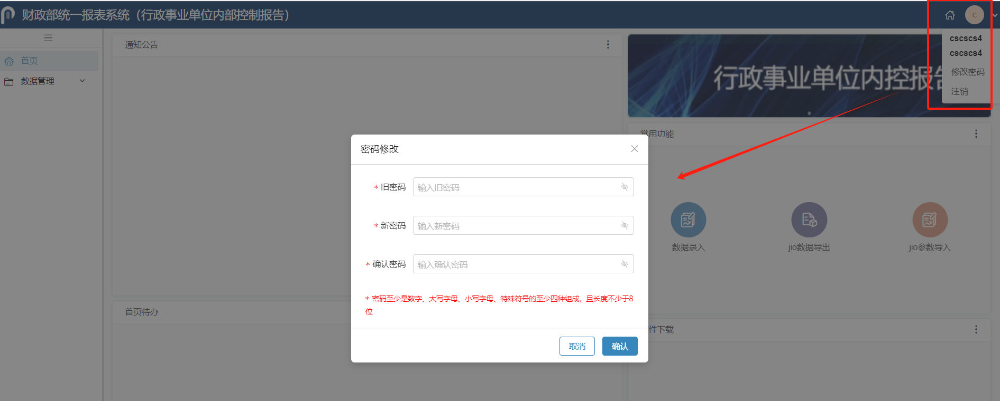 财政部统一报表系统（行政事业单位内部控制报告）
C
cscscs4
cscscs4
修改密码
注销
首页
数据管理
通知公告
行政事业单位内控报告
常用功能
数据录入
jio数据导出
jio参数导入
密码修改
* 旧密码 输入旧密码
* 新密码 输入新密码
* 确认密码 输入确认密码
* 密码至少是数字、大写字母、小写字母、特殊符号的至少四种组成，且长度不少于8
位
取消 确认
首页待办
件下载